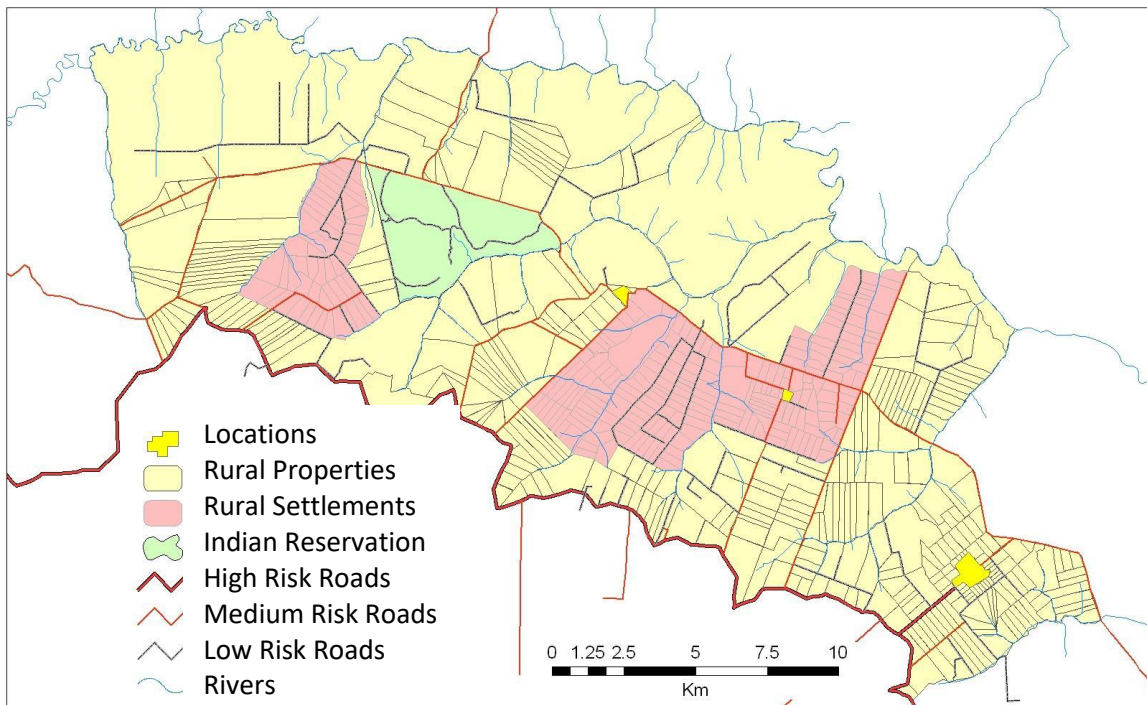 Locations
Rural Properties
Rural Settlements
Indian Reservation
High Risk Roads
Medium Risk Roads
Low Risk Roads
Rivers
0 1.25 2.5 5 7.5 10
Km